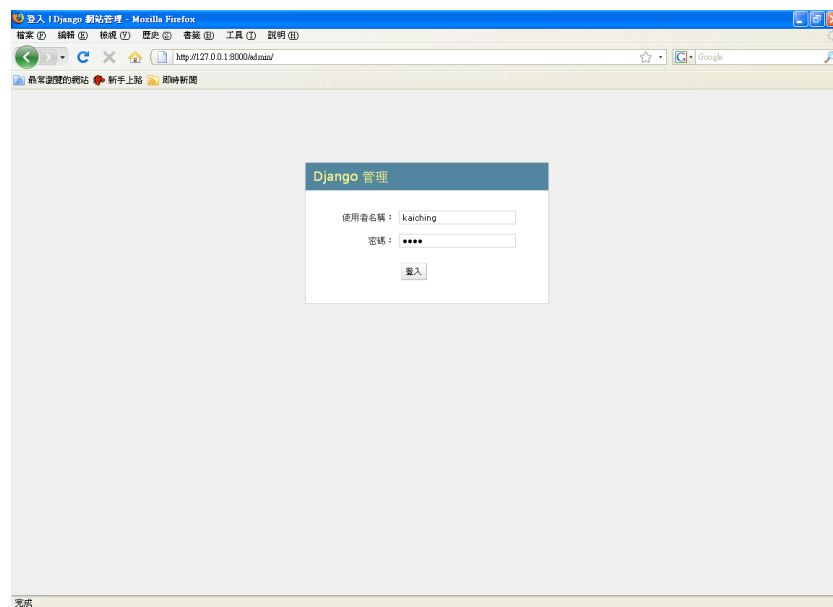 登入 | Django 網站管理 - Mozilla Firefox
檔案(F) 編輯(E) 檢視(V) 歷史(S) 書籤(B) 工具(T) 說明(H)
http://127.0.0.1:8000/admin/
Google
最常瀏覽的網站 新手上路 即時新聞
Django 管理
使用者名稱： kaiching
密碼： ••••
登入
完成